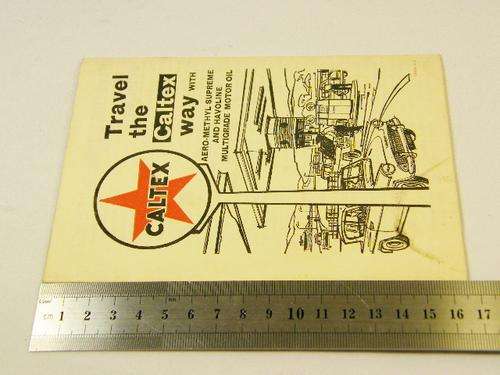 Travel
the
Caltex
way WITH
AERO-METHYL SUPREME
AND HAVOLINE
MULTIGRADE MOTOR OIL
CALTEX
cm 1 2 3 4 5 6 7 8 9 10 11 12 13 14 15 16 17